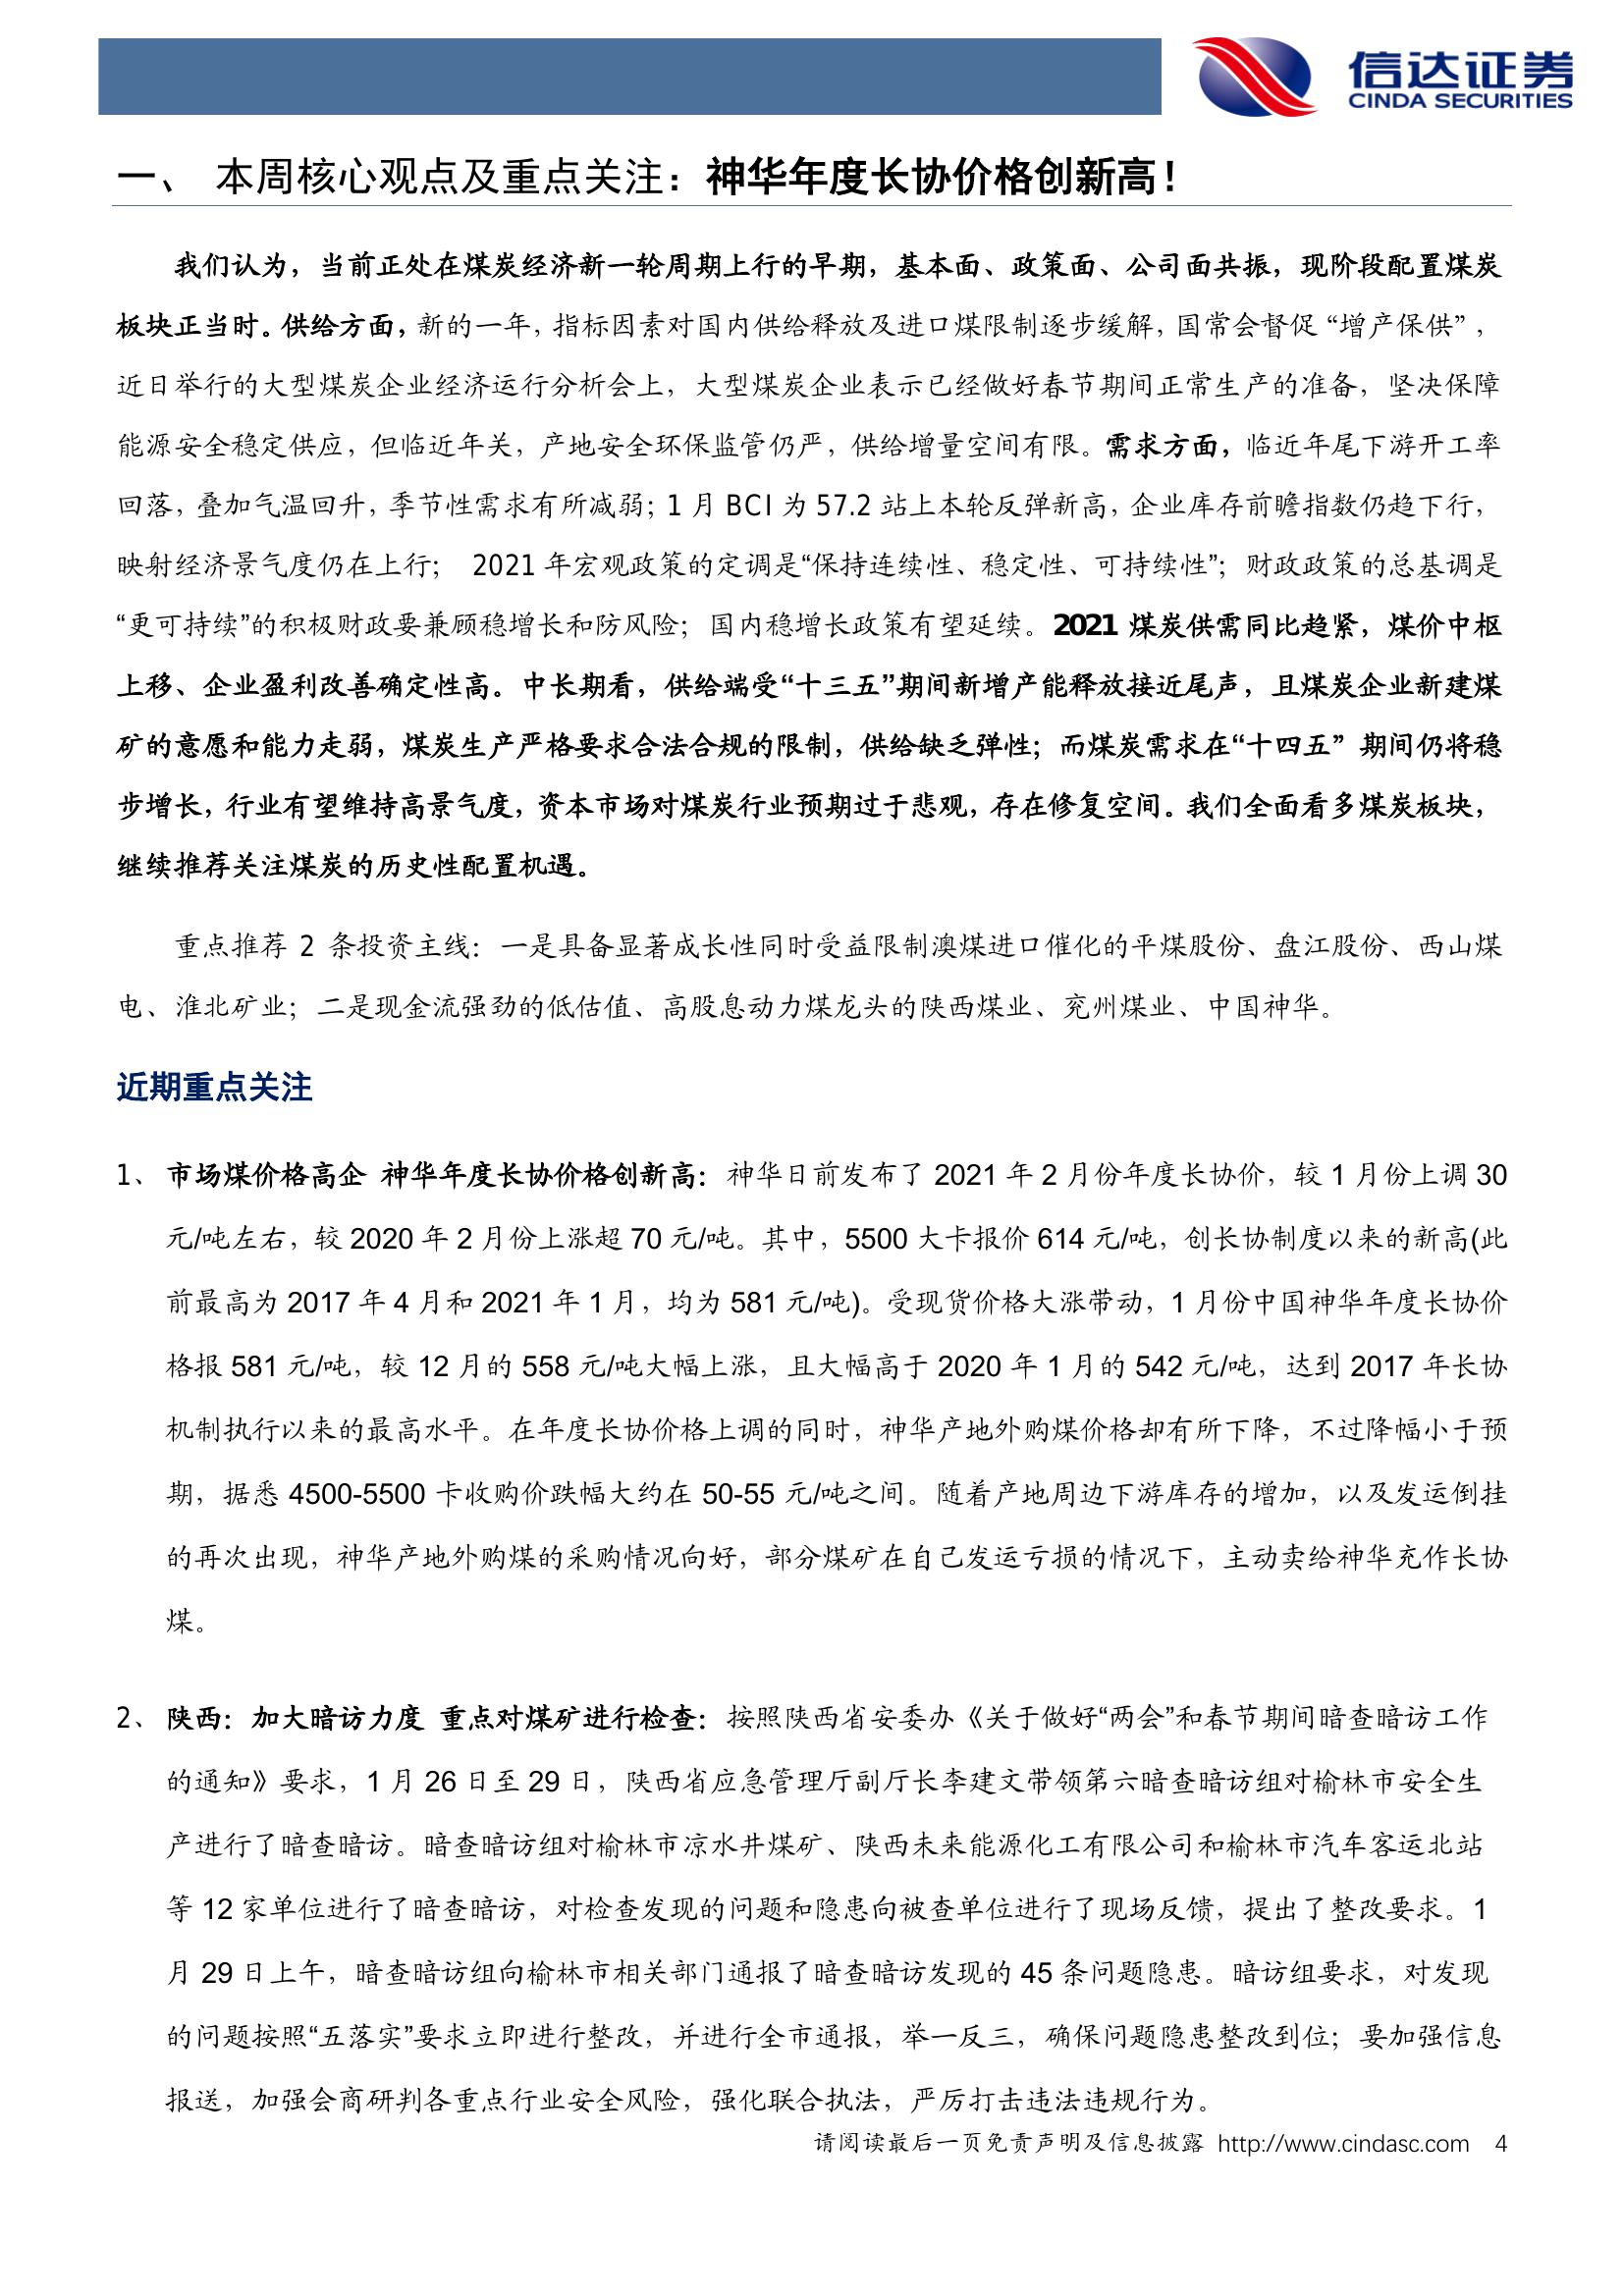 信达证券
CINDA SECURITIES
一、 本周核心观点及重点关注：神华年度长协价格创新高！
我们认为，当前正处在煤炭经济新一轮周期上行的早期，基本面、政策面、公司面共振，现阶段配置煤炭
板块正当时。供给方面，新的一年，指标因素对国内供给释放及进口煤限制逐步缓解，国常会督促“增产保供”，
近日举行的大型煤炭企业经济运行分析会上，大型煤炭企业表示已经做好春节期间正常生产的准备，坚决保障
能源安全稳定供应，但临近年关，产地安全环保监管仍严，供给增量空间有限。需求方面，临近年尾下游开工率
回落，叠加气温回升，季节性需求有所减弱；1 月 BCI 为 57.2 站上本轮反弹新高，企业库存前瞻指数仍趋下行，
映射经济景气度仍在上行； 2021 年宏观政策的定调是“保持连续性、稳定性、可持续性”；财政政策的总基调是
“更可持续”的积极财政要兼顾稳增长和防风险；国内稳增长政策有望延续。2021 煤炭供需同比趋紧，煤价中枢
上移、企业盈利改善确定性高。中长期看，供给端受“十三五”期间新增产能释放接近尾声，且煤炭企业新建煤
矿的意愿和能力走弱，煤炭生产严格要求合法合规的限制，供给缺乏弹性；而煤炭需求在“十四五” 期间仍将稳
步增长，行业有望维持高景气度，资本市场对煤炭行业预期过于悲观，存在修复空间。我们全面看多煤炭板块，
继续推荐关注煤炭的历史性配置机遇。
重点推荐 2 条投资主线：一是具备显著成长性同时受益限制澳煤进口催化的平煤股份、盘江股份、西山煤
电、淮北矿业；二是现金流强劲的低估值、高股息动力煤龙头的陕西煤业、兖州煤业、中国神华。
近期重点关注
1、 市场煤价格高企 神华年度长协价格创新高：神华日前发布了 2021 年 2 月份年度长协价，较 1 月份上调 30
元/吨左右，较 2020 年 2 月份上涨超 70 元/吨。其中，5500 大卡报价 614 元/吨，创长协制度以来的新高(此
前最高为 2017 年 4 月和 2021 年 1 月，均为 581 元/吨)。受现货价格大涨带动，1 月份中国神华年度长协价
格报 581 元/吨，较 12 月的 558 元/吨大幅上涨，且大幅高于 2020 年 1 月的 542 元/吨，达到 2017 年长协
机制执行以来的最高水平。在年度长协价格上调的同时，神华产地外购煤价格却有所下降，不过降幅小于预
期，据悉 4500-5500 卡收购价跌幅大约在 50-55 元/吨之间。随着产地周边下游库存的增加，以及发运倒挂
的再次出现，神华产地外购煤的采购情况向好，部分煤矿在自己发运亏损的情况下，主动卖给神华充作长协
煤。
2、 陕西：加大暗访力度 重点对煤矿进行检查：按照陕西省安委办《关于做好“两会”和春节期间暗查暗访工作
的通知》要求，1 月 26 日至 29 日，陕西省应急管理厅副厅长李建文带领第六暗查暗访组对榆林市安全生
产进行了暗查暗访。暗查暗访组对榆林市凉水井煤矿、陕西未来能源化工有限公司和榆林市汽车客运北站
等 12 家单位进行了暗查暗访，对检查发现的问题和隐患向被查单位进行了现场反馈，提出了整改要求。1
月 29 日上午，暗查暗访组向榆林市相关部门通报了暗查暗访发现的 45 条问题隐患。暗访组要求，对发现
的问题按照“五落实”要求立即进行整改，并进行全市通报，举一反三，确保问题隐患整改到位；要加强信息
报送，加强会商研判各重点行业安全风险，强化联合执法，严厉打击违法违规行为。
请阅读最后一页免责声明及信息披露 http://www.cindasc.com 4